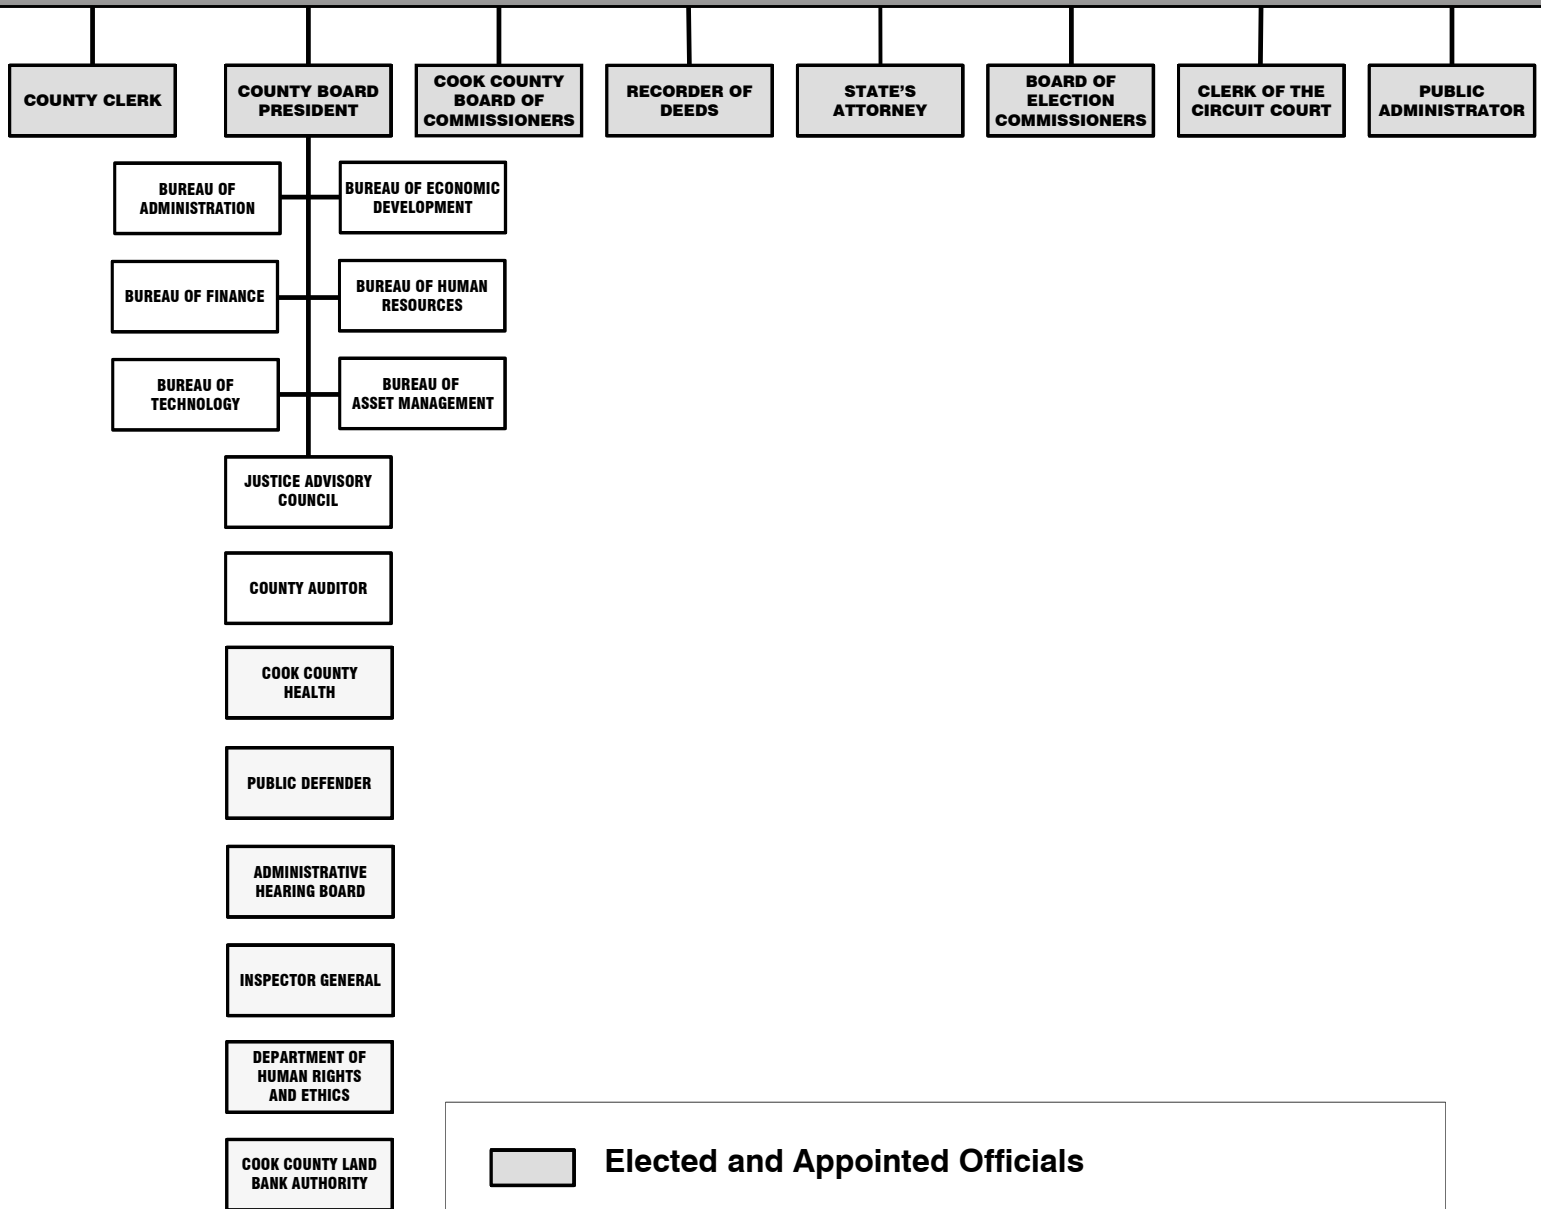 COUNTY CLERK
COUNTY BOARD
PRESIDENT
COOK COUNTY
BOARD OF
COMMISSIONERS
RECORDER OF
DEEDS
STATE'S
ATTORNEY
BOARD OF
ELECTION
COMMISSIONERS
CLERK OF THE
CIRCUIT COURT
PUBLIC
ADMINISTRATOR
BUREAU OF
ADMINISTRATION
BUREAU OF ECONOMIC
DEVELOPMENT
BUREAU OF FINANCE
BUREAU OF HUMAN
RESOURCES
BUREAU OF
TECHNOLOGY
BUREAU OF
ASSET MANAGEMENT
JUSTICE ADVISORY
COUNCIL
COUNTY AUDITOR
COOK COUNTY
HEALTH
PUBLIC DEFENDER
ADMINISTRATIVE
HEARING BOARD
INSPECTOR GENERAL
DEPARTMENT OF
HUMAN RIGHTS
AND ETHICS
COOK COUNTY LAND
BANK AUTHORITY
Elected and Appointed Officials